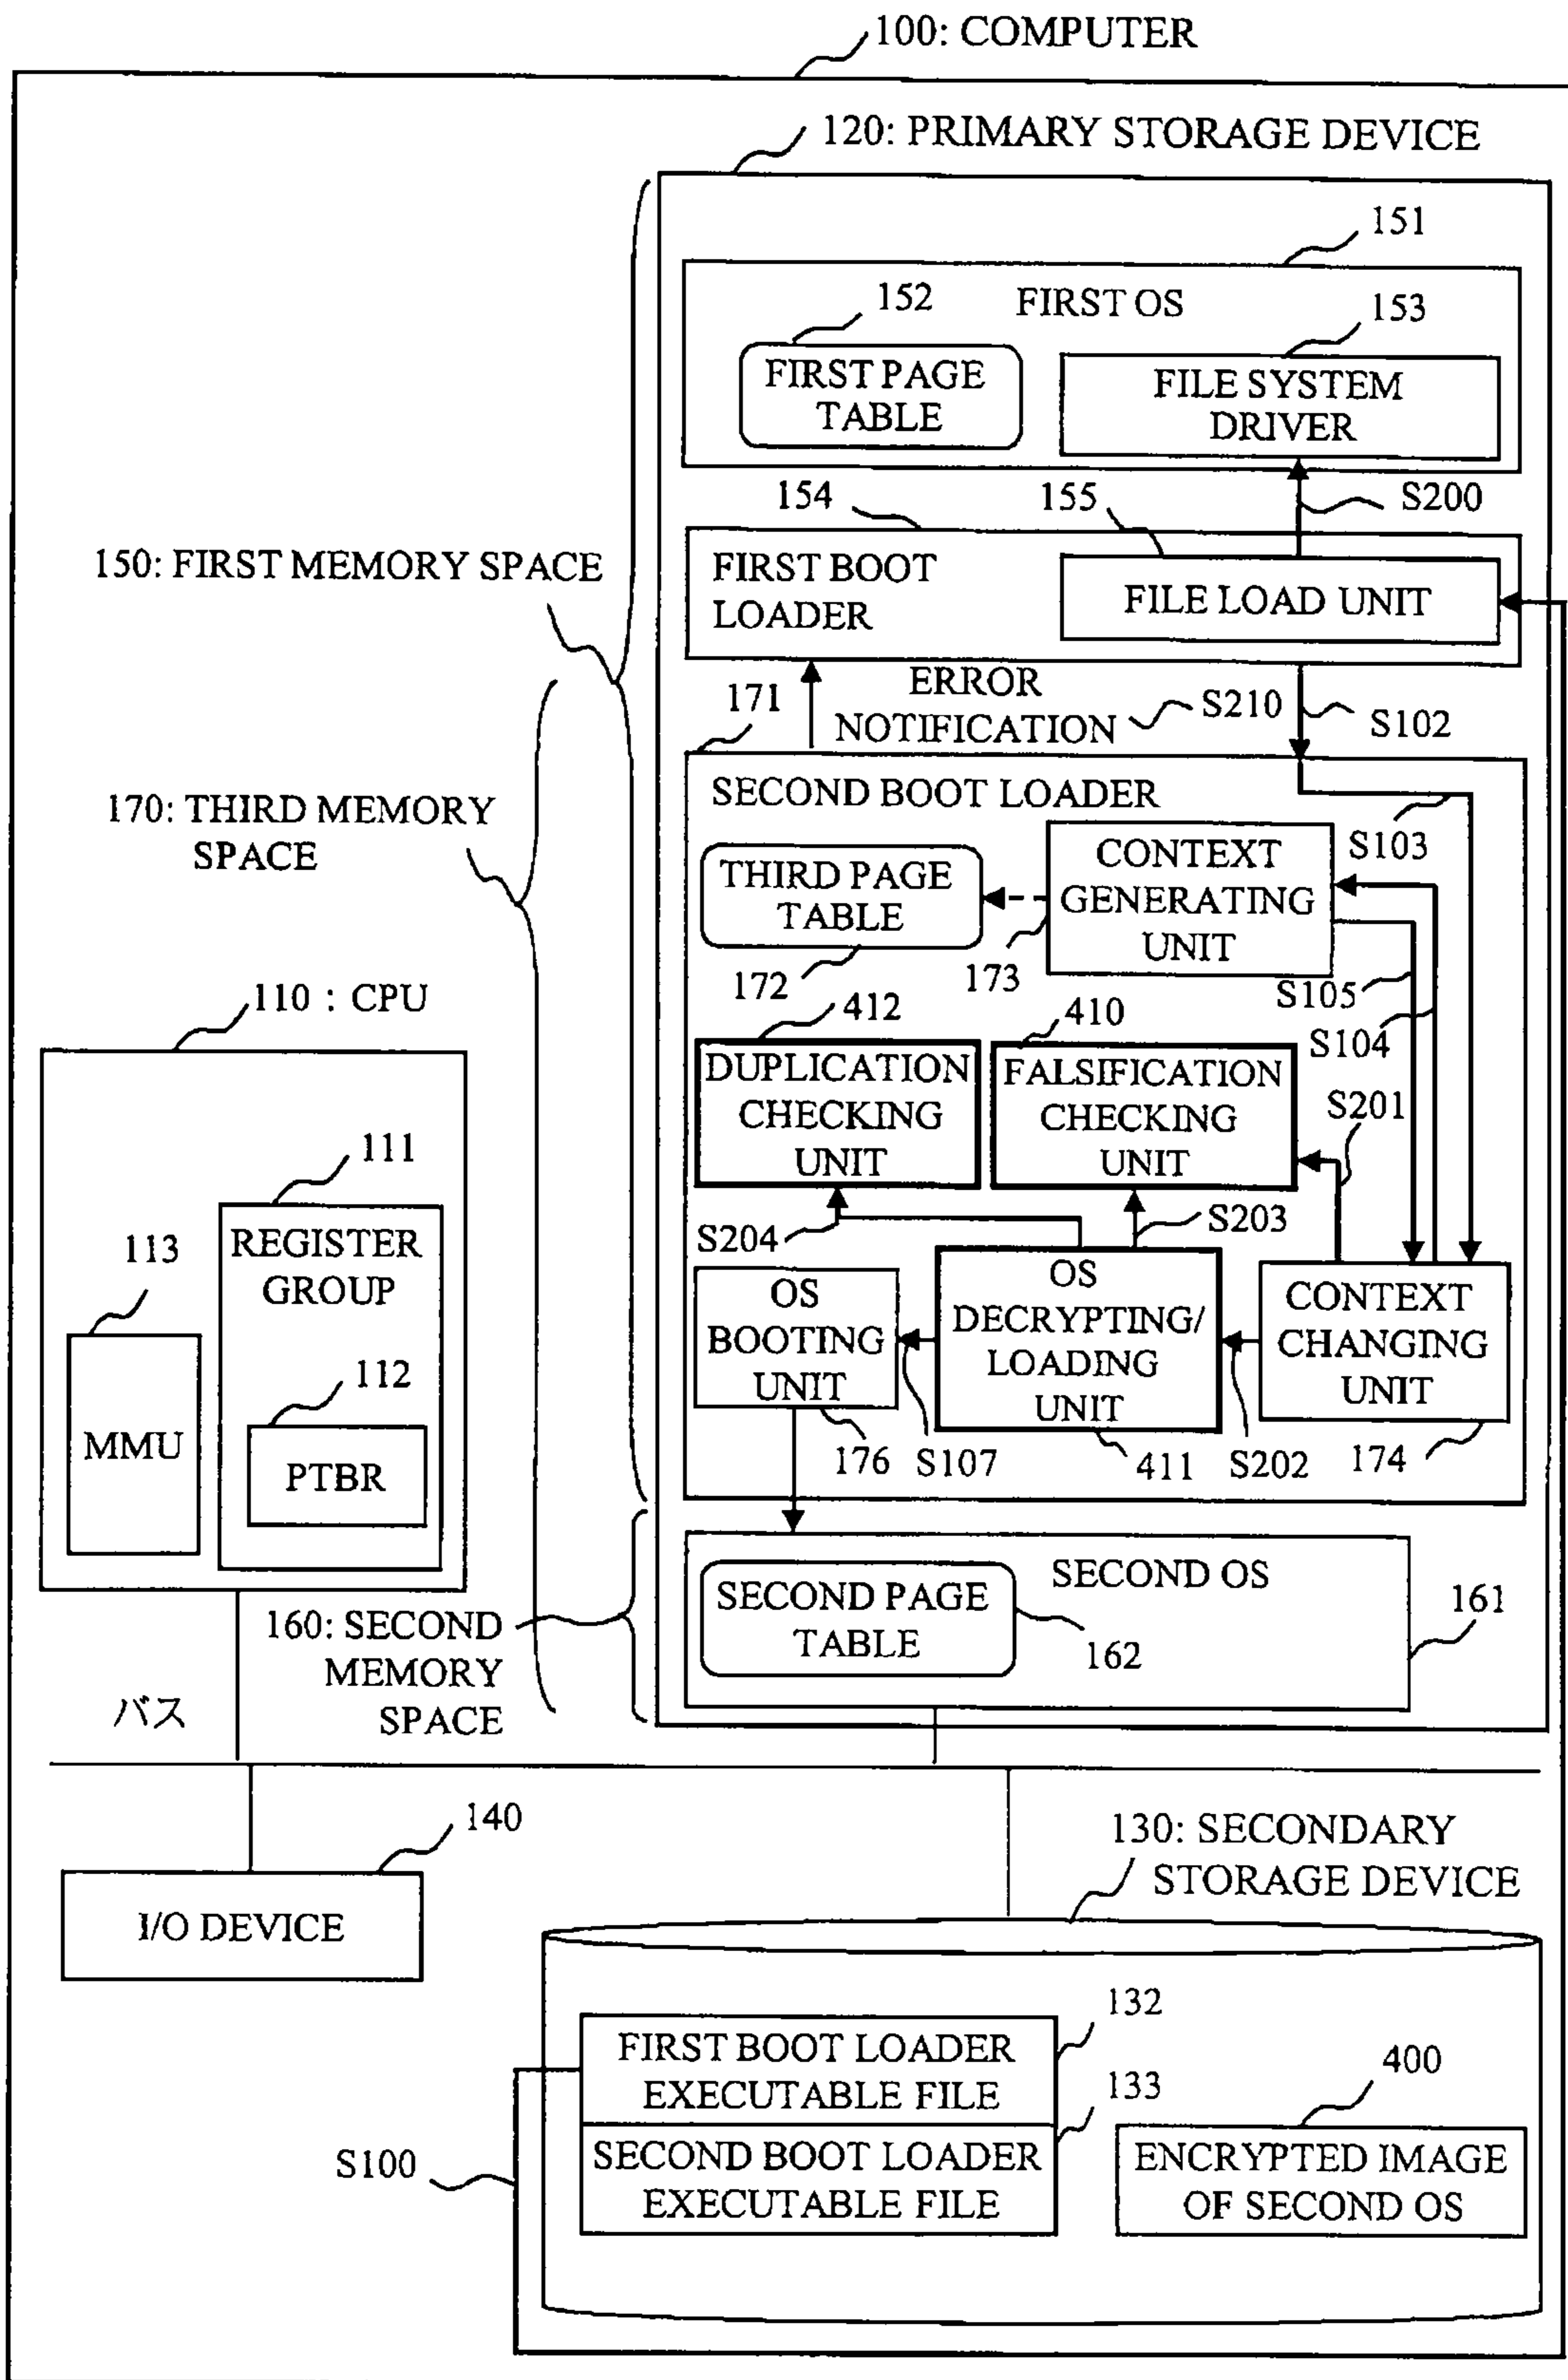 100: COMPUTER
120: PRIMARY STORAGE DEVICE
151
152
FIRST OS
153
FIRST PAGE
TABLE
FILE SYSTEM
DRIVER
154
155
S200
150: FIRST MEMORY SPACE
FIRST BOOT
LOADER
FILE LOAD UNIT
171
ERROR
NOTIFICATION
S210
S102
170: THIRD MEMORY
SPACE
SECOND BOOT LOADER
S103
THIRD PAGE
TABLE
CONTEXT
GENERATING
UNIT
172
173
S105
S104
110 : CPU
412
410
DUPLICATION
CHECKING
UNIT
FALSIFICATION
CHECKING
UNIT
S201
111
S204
S203
113
REGISTER
GROUP
OS
BOOTING
UNIT
OS
DECRYPTING/
LOADING
UNIT
CONTEXT
CHANGING
UNIT
112
MMU
PTBR
176
S107
411
S202
174
SECOND OS
SECOND PAGE
TABLE
162
161
160: SECOND
MEMORY
SPACE
バス
140
I/O DEVICE
130: SECONDARY
STORAGE DEVICE
132
FIRST BOOT LOADER
EXECUTABLE FILE
133
400
S100
SECOND BOOT LOADER
EXECUTABLE FILE
ENCRYPTED IMAGE
OF SECOND OS